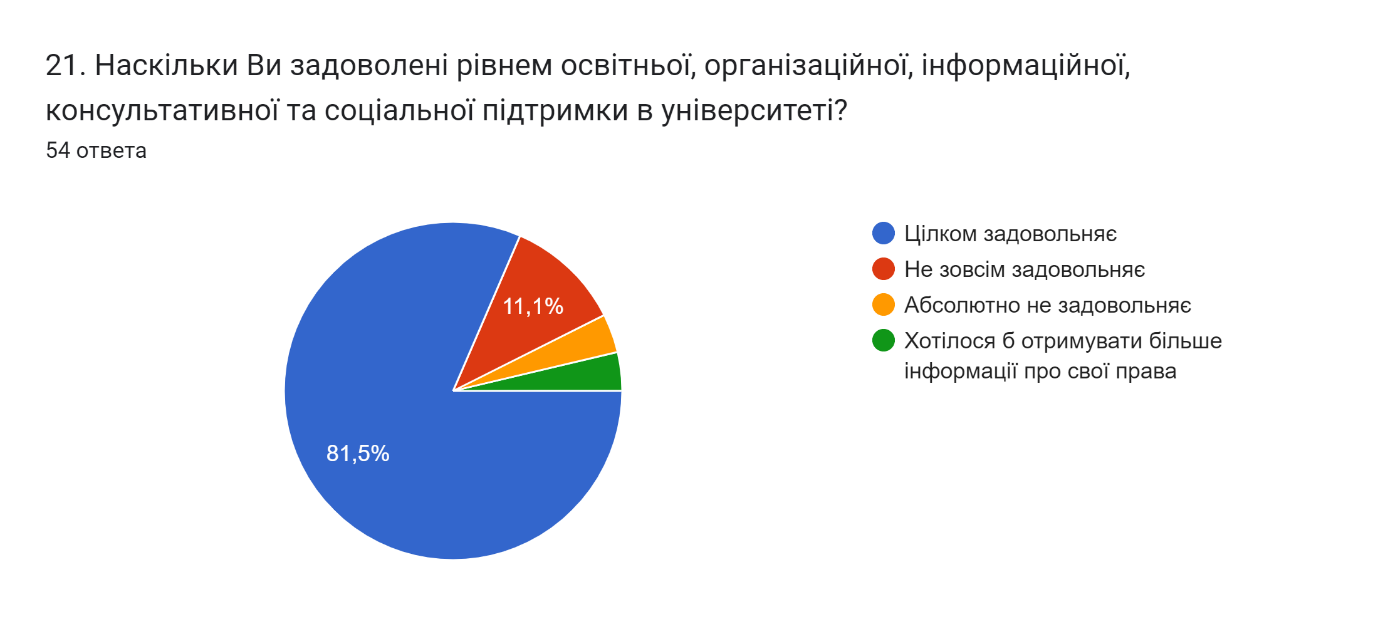 21. Наскільки Ви задоволені рівнем освітньої, організаційної, інформаційної,
консультативної та соціальної підтримки в університеті?
54 ответа
11,1%
81,5%
Цілком задовольняє
Не зовсім задовольняє
Абсолютно не задовольняє
Хотілося б отримувати більше
інформації про свої права